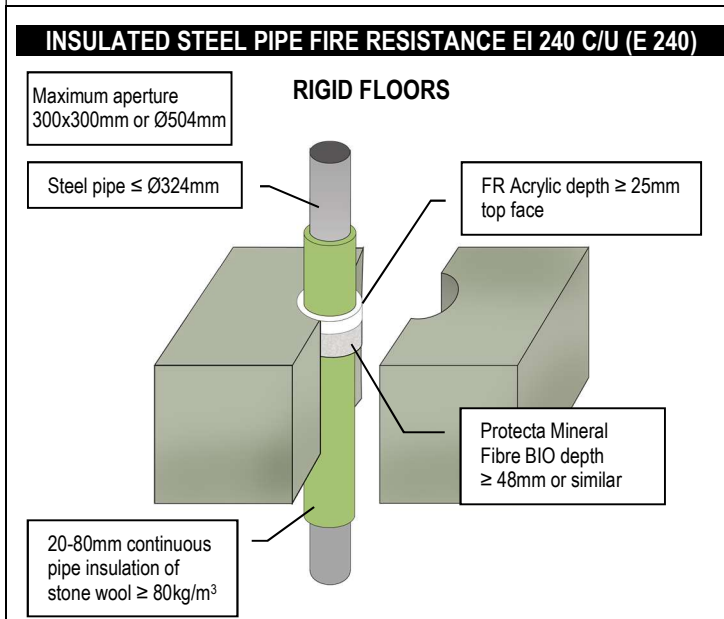 INSULATED STEEL PIPE FIRE RESISTANCE EI 240 C/U (E 240)
RIGID FLOORS
Maximum aperture
300x300mm or Ø504mm
Steel pipe ≤ Ø324mm
FR Acrylic depth ≥ 25mm
top face
Protecta Mineral
Fibre BIO depth
≥ 48mm or similar
20-80mm continuous
pipe insulation of
stone wool ≥ 80kg/m³